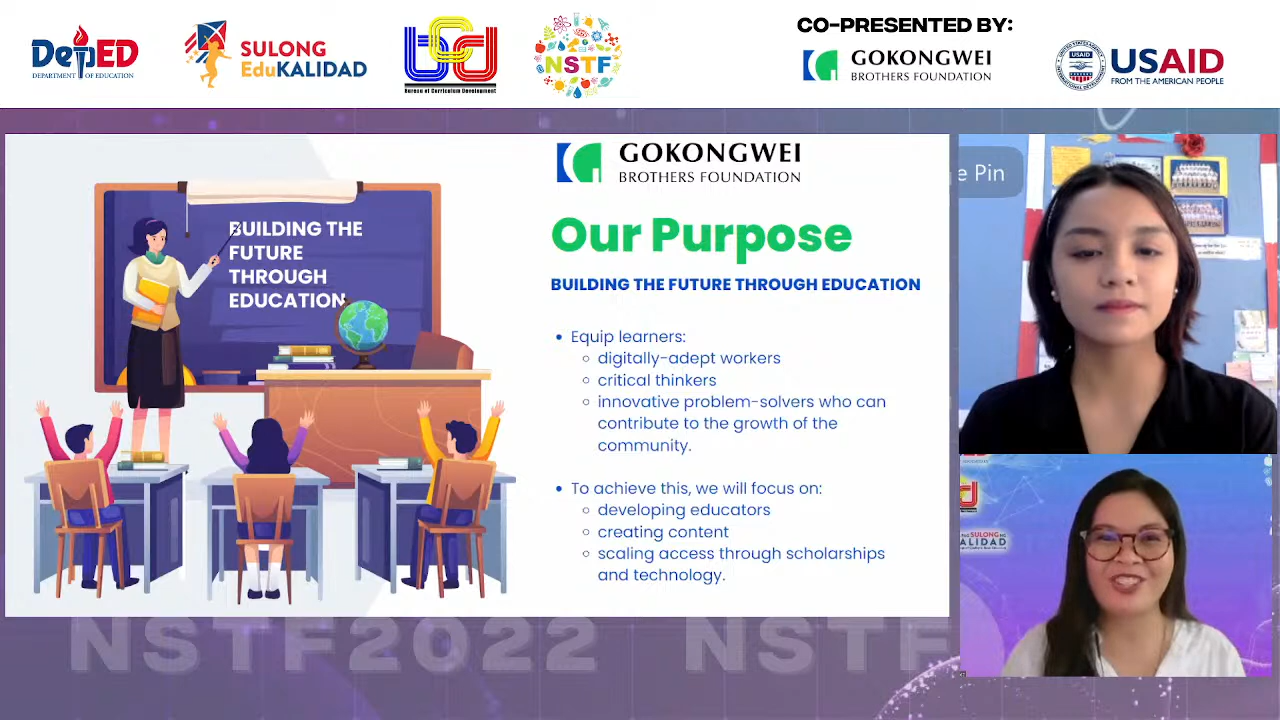 DepED
DEPARTMENT OF EDUCATION
SULONG
EduKALIDAD
bcd
Bureau of Curriculum Development
NSTF
CO-PRESENTED BY:
GOKONGWEI
BROTHERS FOUNDATION
USAID
USAID
FROM THE AMERICAN PEOPLE
BUILDING THE
FUTURE
THROUGH
EDUCATION
GOKONGWEI
BROTHERS FOUNDATION
Our Purpose
BUILDING THE FUTURE THROUGH EDUCATION
• Equip learners:
◦ digitally-adept workers
◦ critical thinkers
◦ innovative problem-solvers who can
contribute to the growth of the
community.
• To achieve this, we will focus on:
◦ developing educators
◦ creating content
◦ scaling access through scholarships
and technology.
e Pin
SULONG
ALIDAD
NSTF2022 NSTF